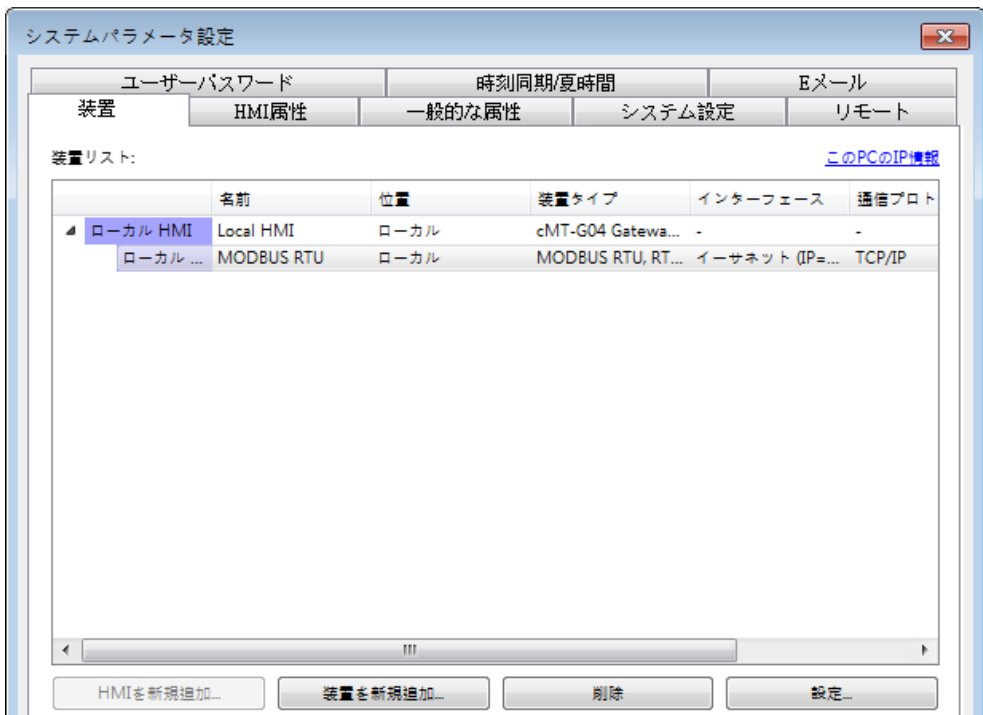 システムパラメータ設定
ユーザーパスワード 時刻同期/夏時間 Eメール
装置 HMI属性 一般的な属性 システム設定 リモート
装置リスト: このPCのIP情報
名前 位置 装置タイプ インターフェース 通信プロト
ローカル HMI Local HMI ローカル cMT-G04 Gatewa... - -
ローカル ... MODBUS RTU ローカル MODBUS RTU, RT... イーサネット (IP=... TCP/IP
HMIを新規追加... 装置を新規追加... 削除 設定...